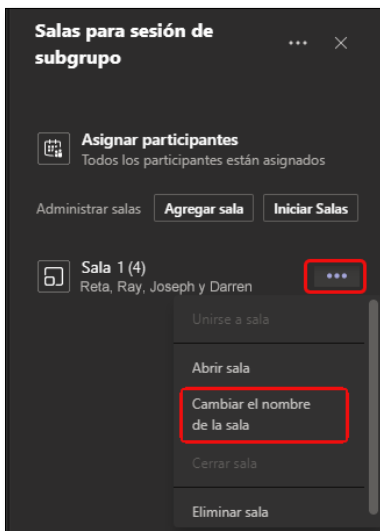 Salas para sesión de
subgrupo
Asignar participantes
Todos los participantes están asignados
Administrar salas Agregar sala Iniciar Salas
Sala 1 (4)
Reta, Ray, Joseph y Darren
Unirse a sala
Abrir sala
Cambiar el nombre
de la sala
Cerrar sala
Eliminar sala